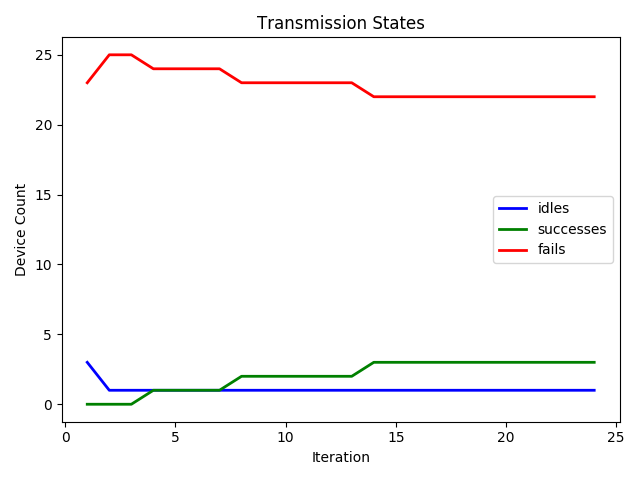 Transmission States
Device Count
25
20
15
10
5
0
idles
successes
fails
0 5 10 15 20 25
Iteration